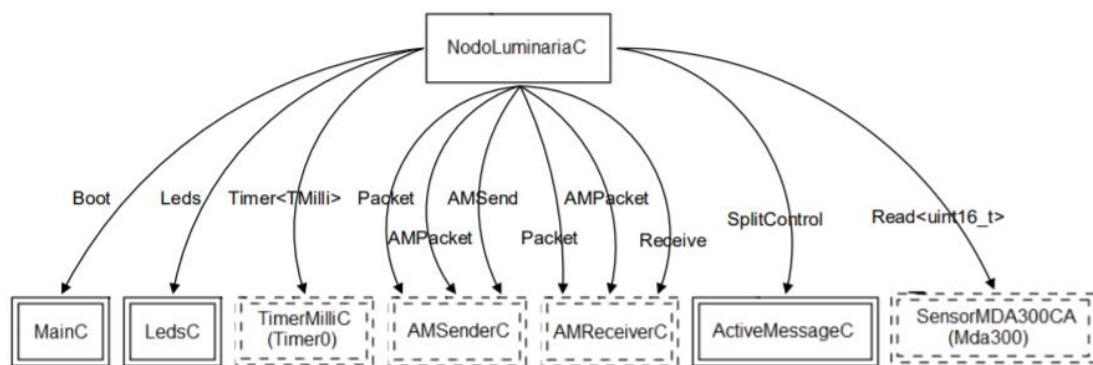 NodoLuminariaC
Boot
Leds
Timer<TMilli>
Packet
AMPacket
AMSend
Packet
AMPacket
Receive
SplitControl
Read<uint16_t>
MainC
LedsC
TimerMilliC
(Timer0)
AMSenderC
AMReceiverC
ActiveMessageC
SensorMDA300CA
(Mda300)